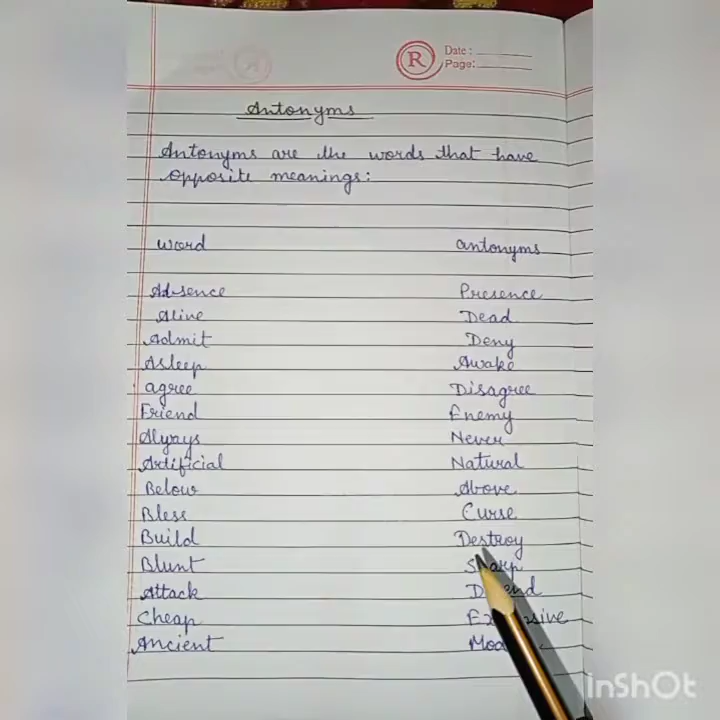 R Date:
Page:
Antonyms
Antonyms are the words that have
opposite meanings:
Word antonyms
Absence Presence
Alive Dead
Admit Deny
Asleep Awake
agree Disagree
Friend Enemy
Always Never
Artificial Natural
Below Above
Bless Curse
Build Destroy
Blunt Sharp
Attack
Cheap
Ancient
InShOt